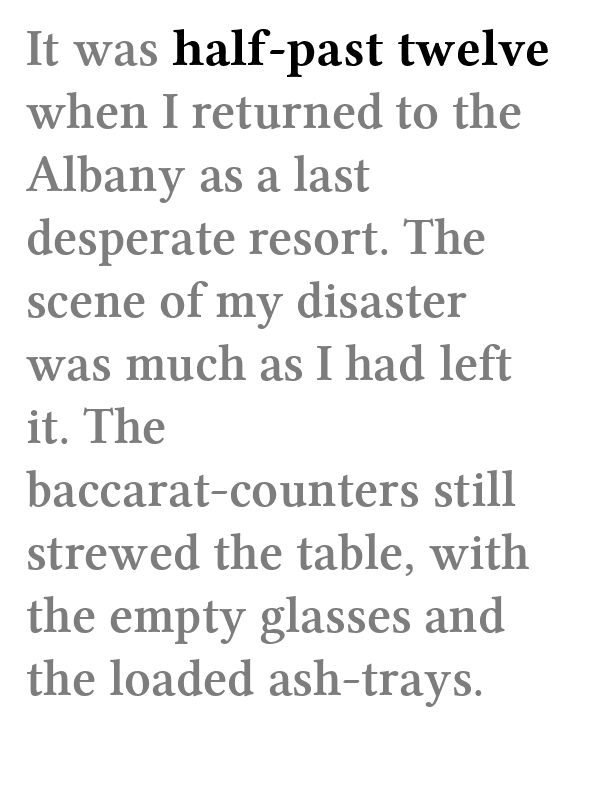 It was half-past twelve
when I returned to the
Albany as a last
desperate resort. The
scene of my disaster
was much as I had left
it. The
baccarat-counters still
strewed the table, with
the empty glasses and
the loaded ash-trays.